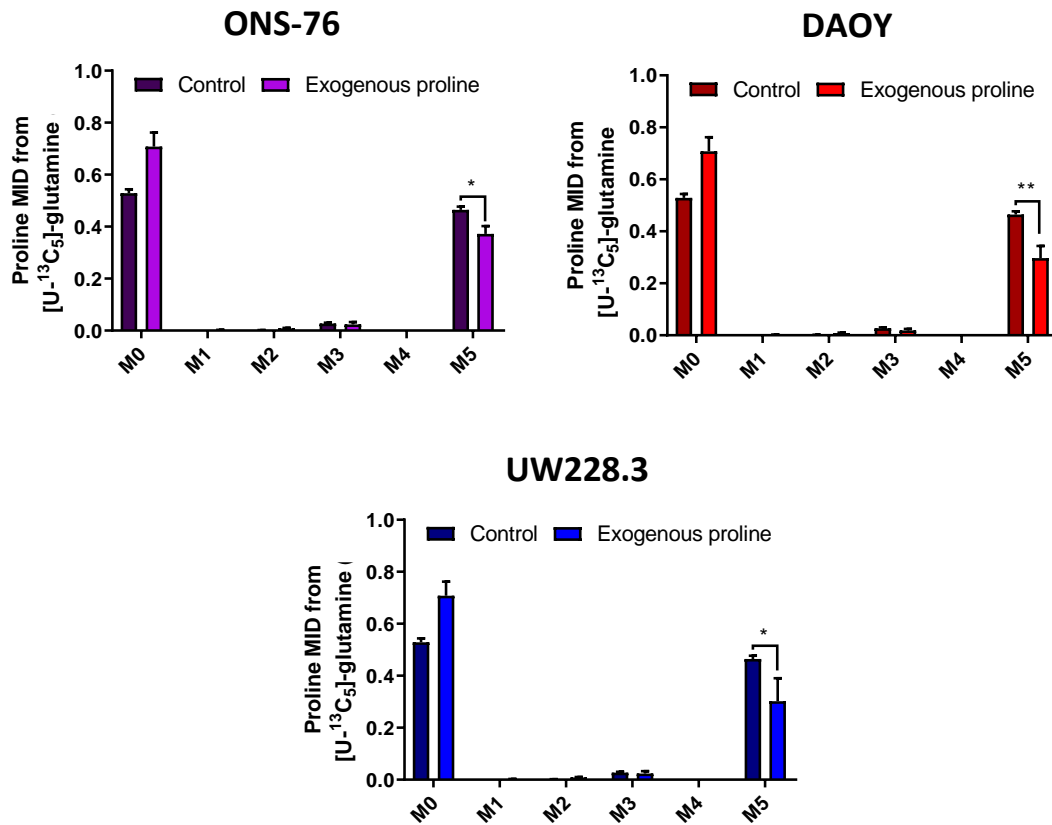 ONS-76
Control Exogenous proline
Proline MID from
[U-¹³C₅]-glutamine
1.0
0.8
0.6
0.4
0.2
0.0
*
M0 M1 M2 M3 M4 M5
DAOY
Control Exogenous proline
Proline MID from
[U-¹³C₅]-glutamine
1.0
0.8
0.6
0.4
0.2
0.0
**
M0 M1 M2 M3 M4 M5
UW228.3
Control Exogenous proline
Proline MID from
[U-¹³C₅]-glutamine (
1.0
0.8
0.6
0.4
0.2
0.0
*
M0 M1 M2 M3 M4 M5